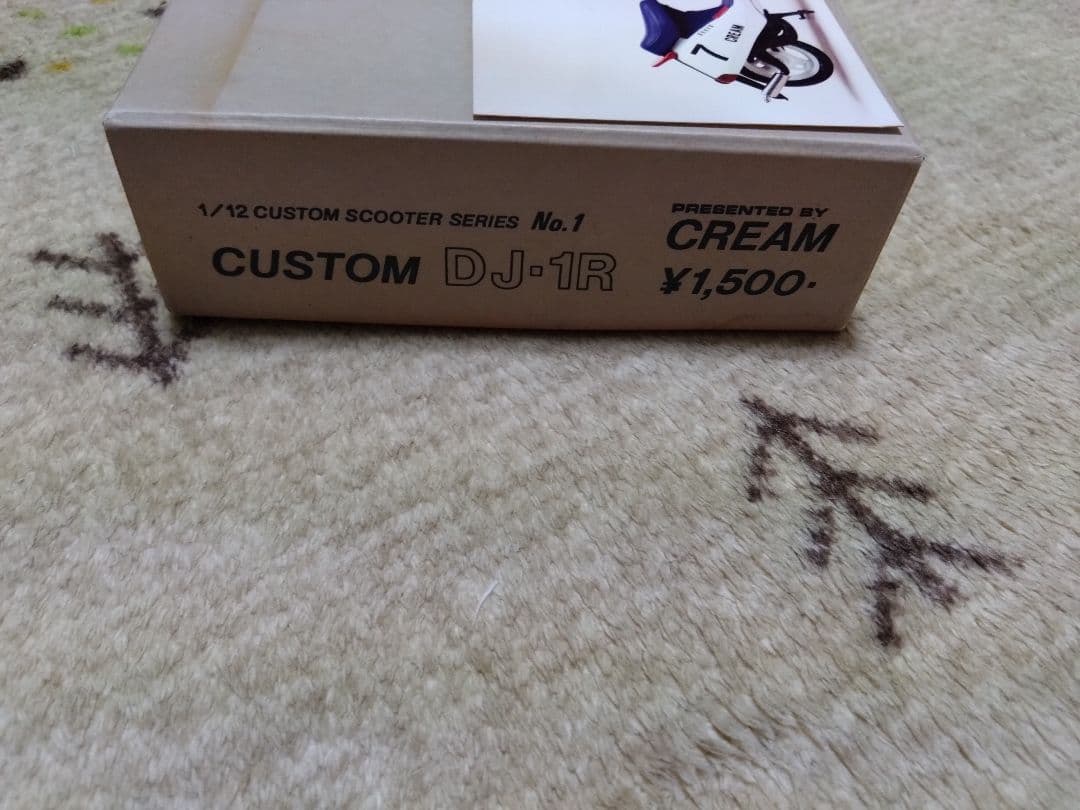 7
CREAM
1/12 CUSTOM SCOOTER SERIES No.1
CUSTOM DJ·1R
PRESENTED BY
CREAM
¥1,500·